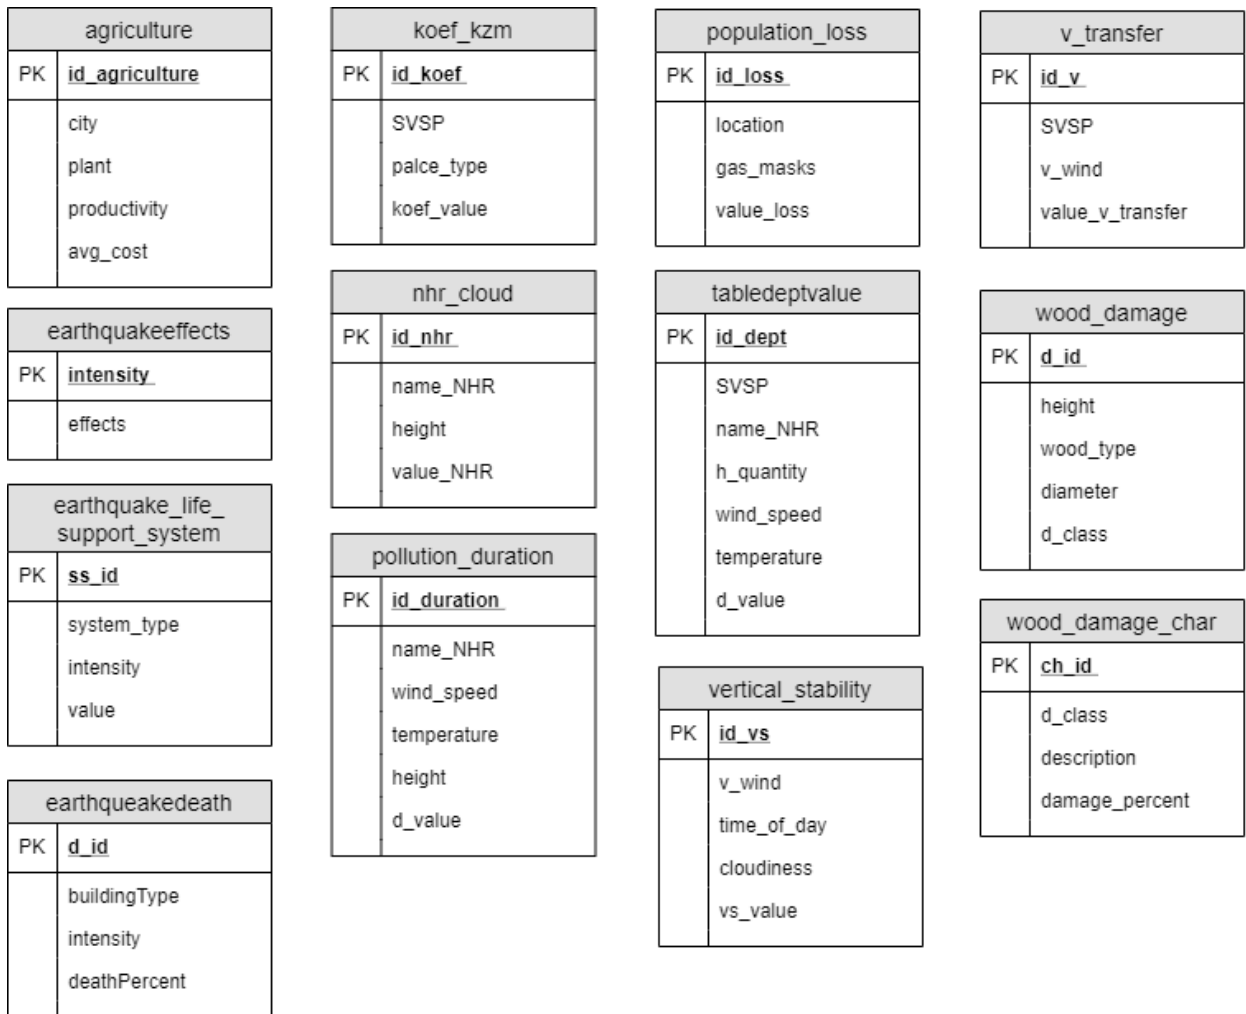 agriculture
PK id_agriculture
city
plant
productivity
avg_cost
earthquakeeffects
PK intensity
effects
earthquake_life_
support_system
PK ss_id
system_type
intensity
value
earthqueakedeath
PK d_id
buildingType
intensity
deathPercent
koef_kzm
PK id_koef
SVSP
palce_type
koef_value
nhr_cloud
PK id_nhr
name_NHR
height
value_NHR
pollution_duration
PK id_duration
name_NHR
wind_speed
temperature
height
d_value
population_loss
PK id_loss
location
gas_masks
value_loss
tabledeptvalue
PK id_dept
SVSP
name_NHR
h_quantity
wind_speed
temperature
d_value
vertical_stability
PK id_vs
v_wind
time_of_day
cloudiness
vs_value
v_transfer
PK id_v
SVSP
v_wind
value_v_transfer
wood_damage
PK d_id
height
wood_type
diameter
d_class
wood_damage_char
PK ch_id
d_class
description
damage_percent